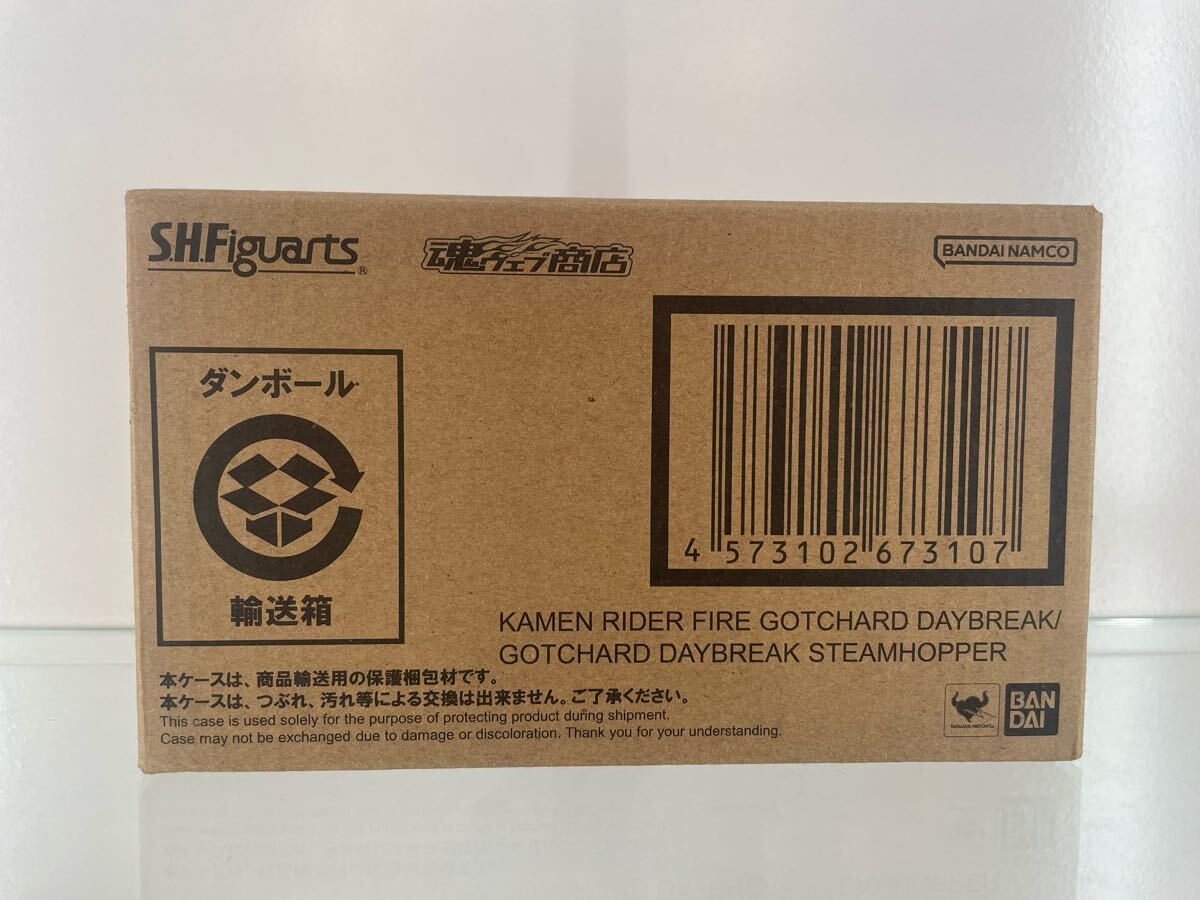 S.H.Figuarts®
魂ウェブ商店
BANDAI NAMCO
ダンボール
輸送箱
4 573102 673107
KAMEN RIDER FIRE GOTCHARD DAYBREAK/
GOTCHARD DAYBREAK STEAMHOPPER
本ケースは、商品輸送用の保護梱包材です。
本ケースは、つぶれ、汚れ等による交換は出来ません。ご了承ください。
This case is used solely for the purpose of protecting product during shipment.
Case may not be exchanged due to damage or discoloration. Thank you for your understanding.
TAMASHII NATIONS
BAN
DAI